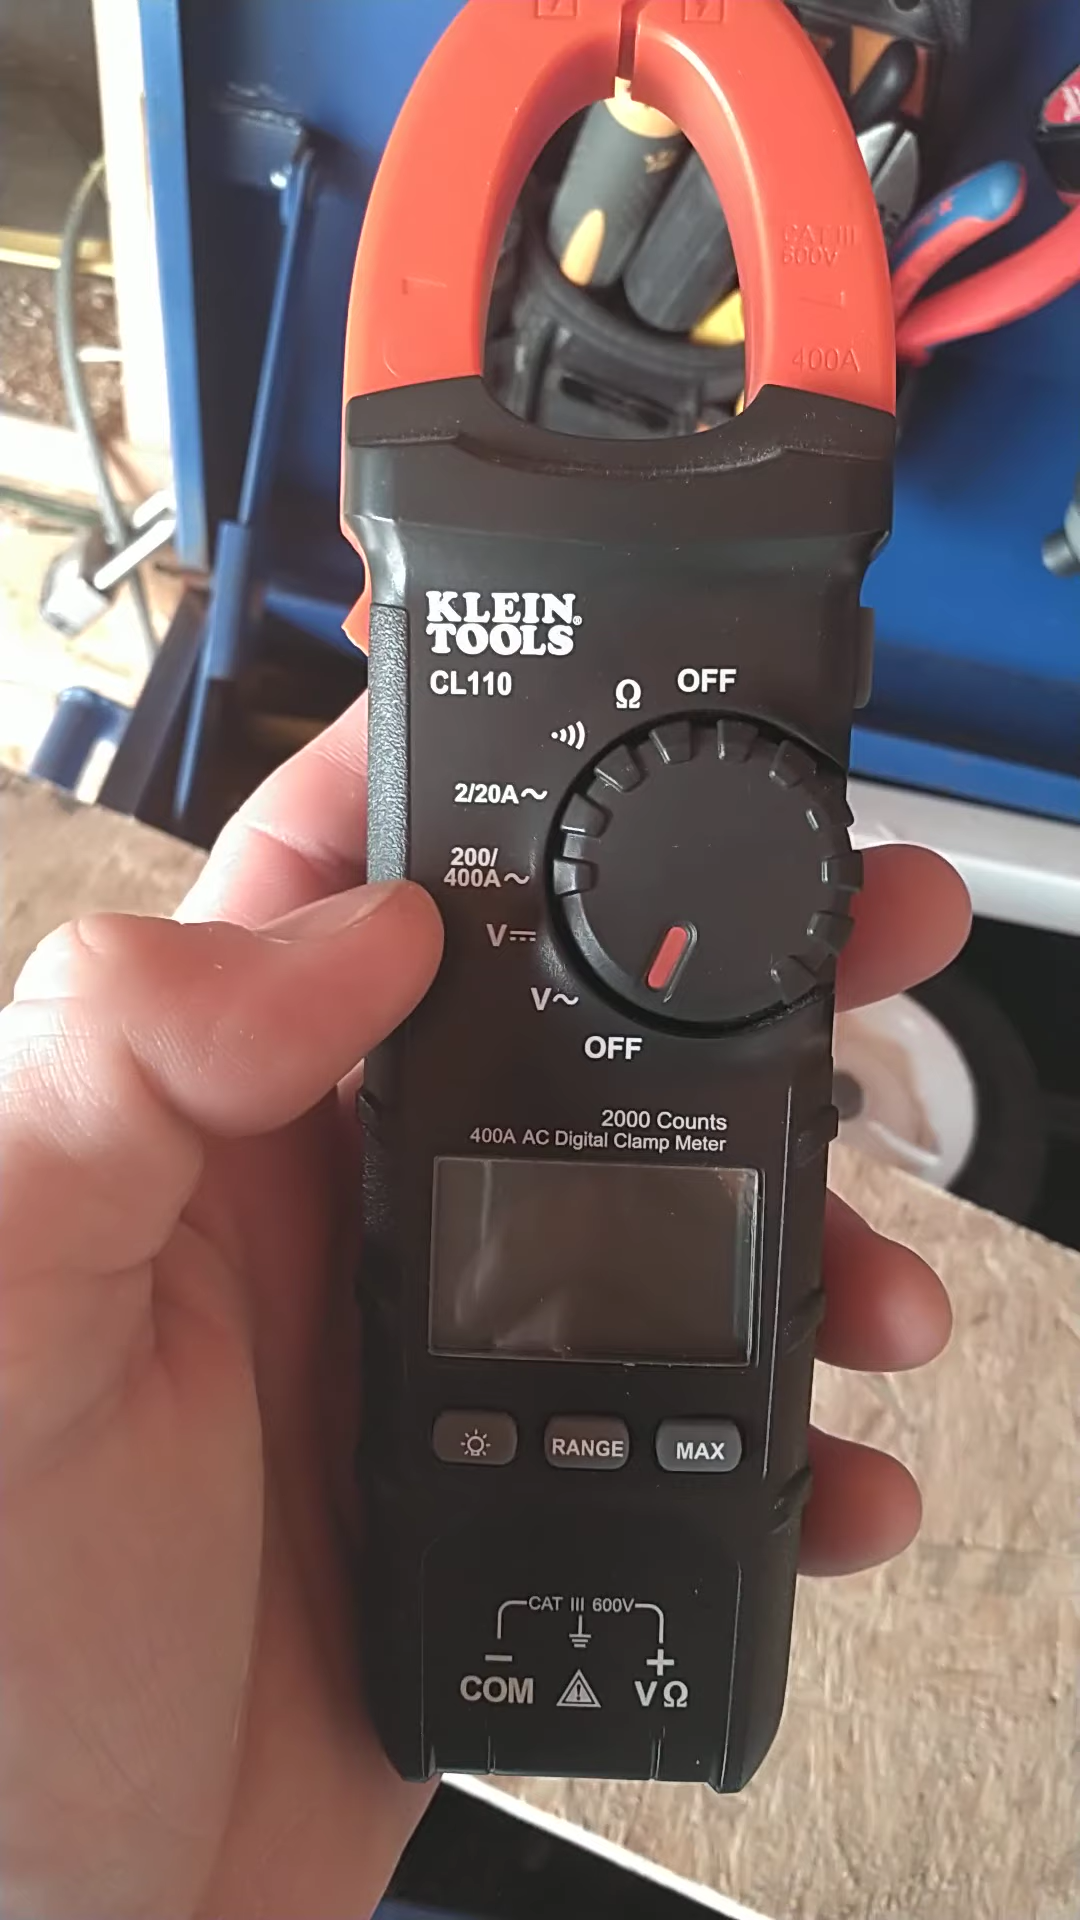 CAT III
600V
400A
KLEIN
TOOLS®
CL110
Ω OFF
2/20A~
200/
400A~
V⎓
V~
OFF
2000 Counts
400A AC Digital Clamp Meter
RANGE MAX
CAT III 600V
− +
COM VΩ